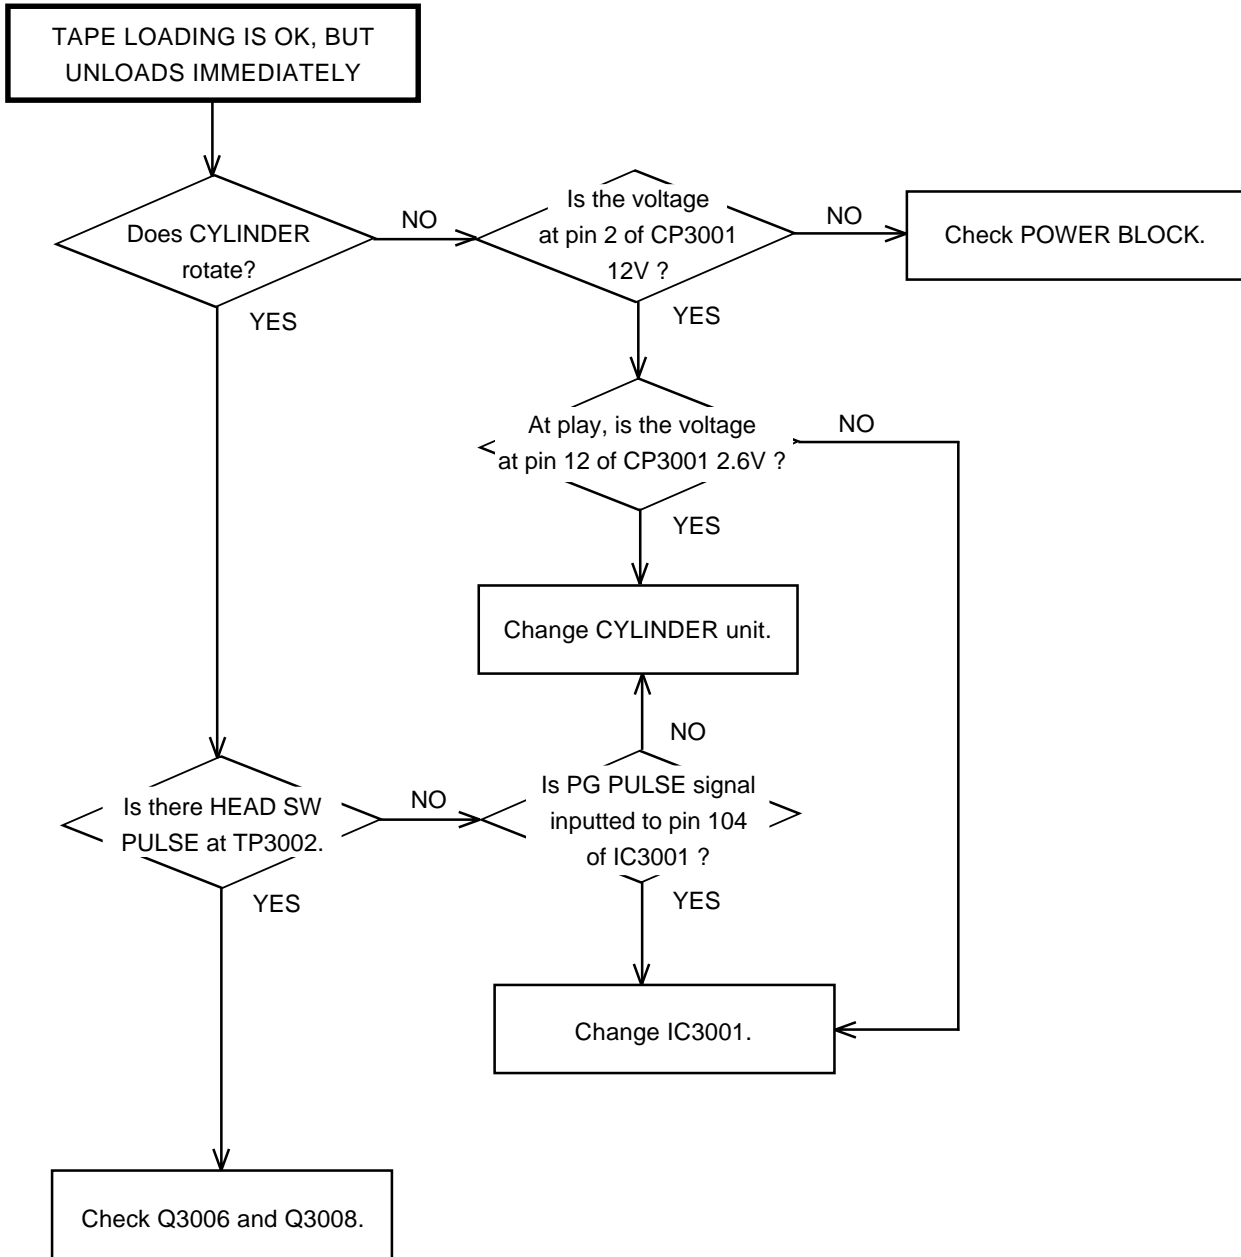 TAPE LOADING IS OK, BUT
UNLOADS IMMEDIATELY
Does CYLINDER
rotate?
NO
Is the voltage
at pin 2 of CP3001
12V ?
NO
Check POWER BLOCK.
YES
YES
At play, is the voltage
at pin 12 of CP3001 2.6V ?
NO
YES
Change CYLINDER unit.
NO
Is there HEAD SW
PULSE at TP3002.
NO
Is PG PULSE signal
inputted to pin 104
of IC3001 ?
YES
YES
Change IC3001.
Check Q3006 and Q3008.